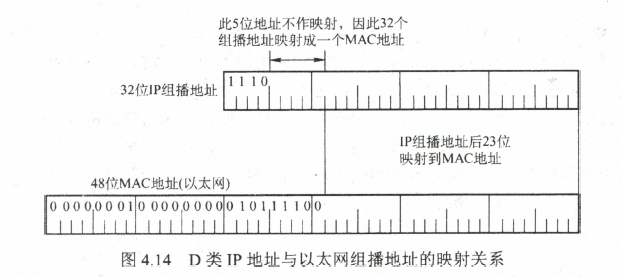 此5位地址不作映射，因此32个
组播地址映射成一个MAC地址
32位IP组播地址
1110
IP组播地址后23位
映射到MAC地址
48位MAC地址(以太网)
0 0 0 0 0 0 0 1 0 0 0 0 0 0 0 0 0 1 0 1 1 1 1 0 0
图 4.14 D 类 IP 地址与以太网组播地址的映射关系